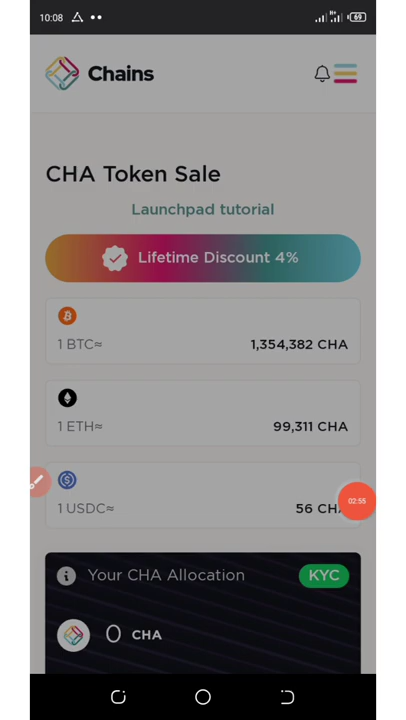 10:08
69
Chains
CHA Token Sale
Launchpad tutorial
Lifetime Discount 4%
1 BTC≈ 1,354,382 CHA
1 ETH≈ 99,311 CHA
1 USDC≈ 56 CHA
02:55
Your CHA Allocation KYC
0 CHA